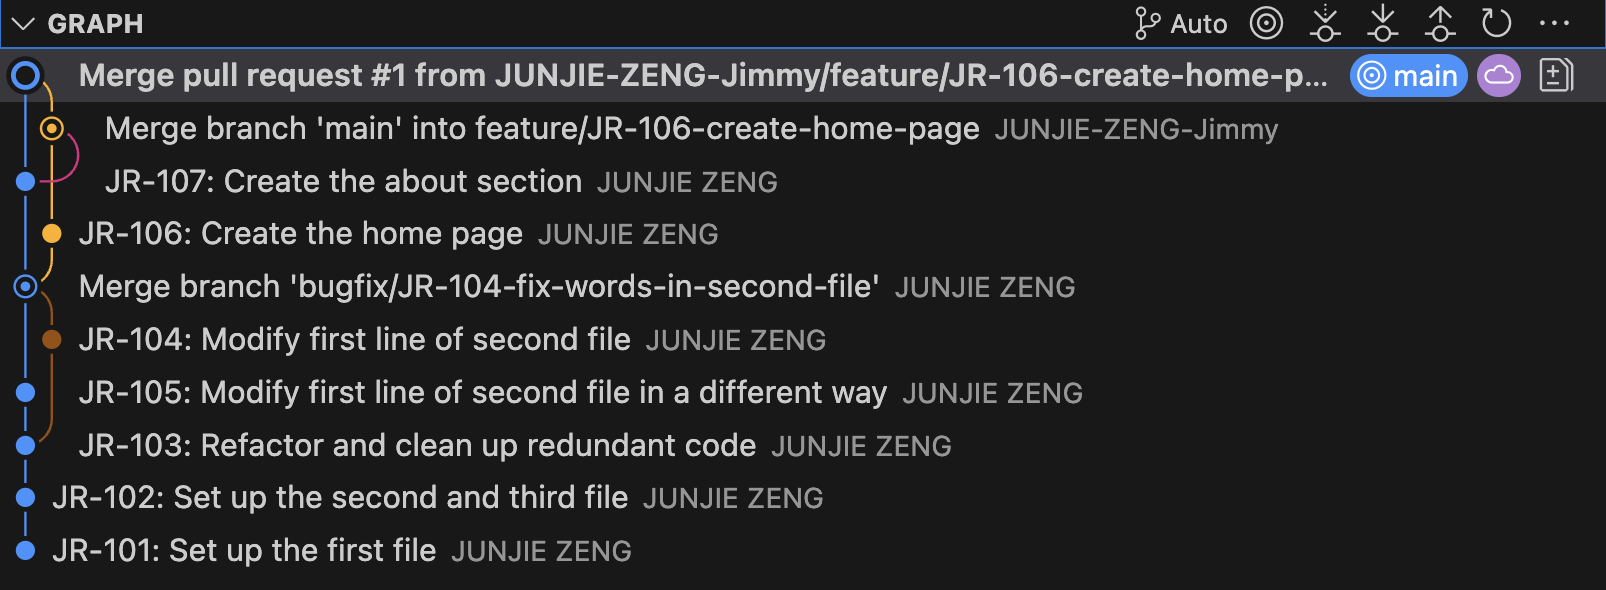 GRAPH Auto
Merge pull request #1 from JUNJIE-ZENG-Jimmy/feature/JR-106-create-home-p... main
Merge branch 'main' into feature/JR-106-create-home-page JUNJIE-ZENG-Jimmy
JR-107: Create the about section JUNJIE ZENG
JR-106: Create the home page JUNJIE ZENG
Merge branch 'bugfix/JR-104-fix-words-in-second-file' JUNJIE ZENG
JR-104: Modify first line of second file JUNJIE ZENG
JR-105: Modify first line of second file in a different way JUNJIE ZENG
JR-103: Refactor and clean up redundant code JUNJIE ZENG
JR-102: Set up the second and third file JUNJIE ZENG
JR-101: Set up the first file JUNJIE ZENG